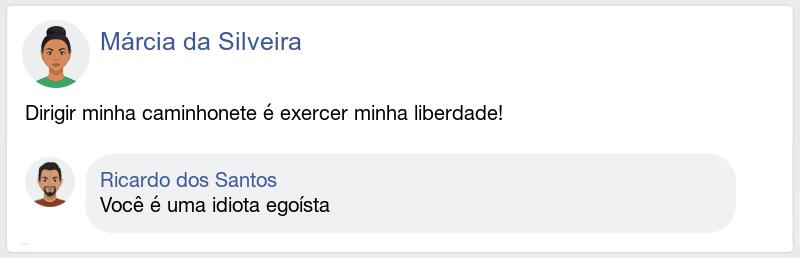 Márcia da Silveira
Dirigir minha caminhonete é exercer minha liberdade!
Ricardo dos Santos
Você é uma idiota egoísta